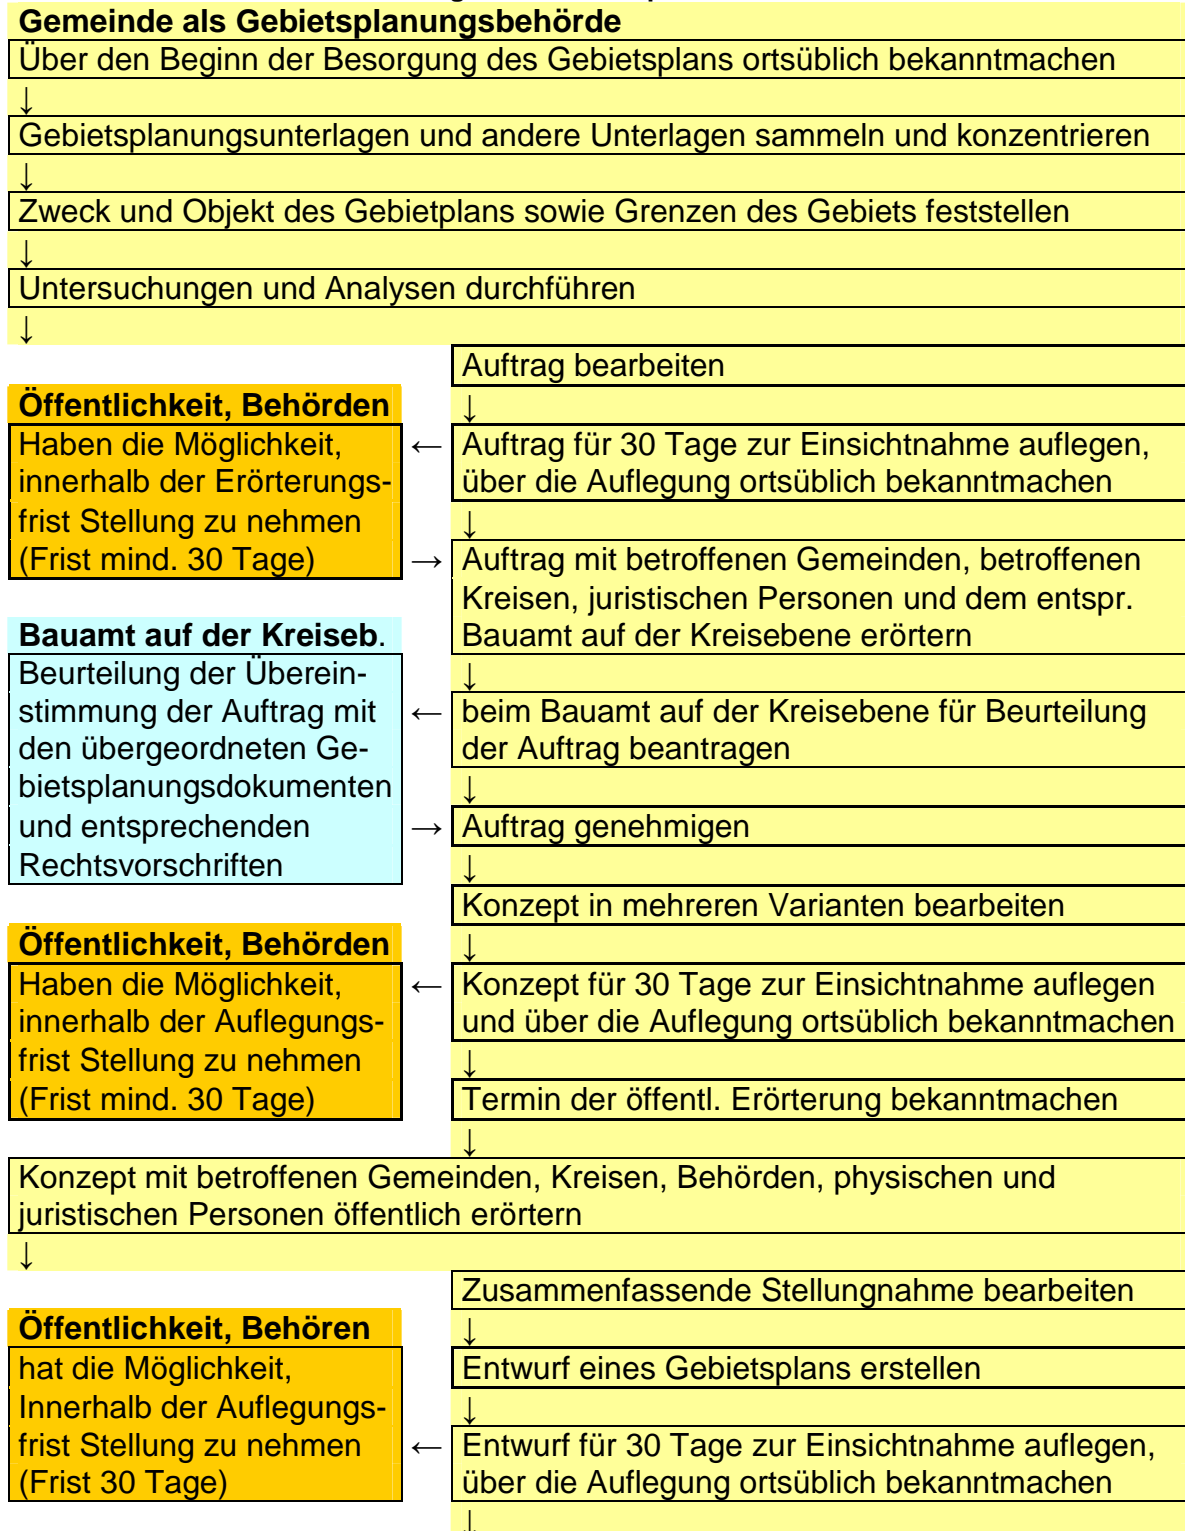 Gemeinde als Gebietsplanungsbehörde
Über den Beginn der Besorgung des Gebietsplans ortsüblich bekanntmachen
↓
Gebietsplanungsunterlagen und andere Unterlagen sammeln und konzentrieren
↓
Zweck und Objekt des Gebietplans sowie Grenzen des Gebiets feststellen
↓
Untersuchungen und Analysen durchführen
↓
Auftrag bearbeiten
↓
Öffentlichkeit, Behörden
Haben die Möglichkeit,
innerhalb der Erörterungs-
frist Stellung zu nehmen
(Frist mind. 30 Tage)
←
Auftrag für 30 Tage zur Einsichtnahme auflegen,
über die Auflegung ortsüblich bekanntmachen
↓
→
Auftrag mit betroffenen Gemeinden, betroffenen
Kreisen, juristischen Personen und dem entspr.
Bauamt auf der Kreisebene erörtern
↓
Bauamt auf der Kreiseb.
Beurteilung der Überein-
stimmung der Auftrag mit
den übergeordneten Ge-
bietsplanungsdokumenten
und entsprechenden
Rechtsvorschriften
←
beim Bauamt auf der Kreisebene für Beurteilung
der Auftrag beantragen
↓
→
Auftrag genehmigen
↓
Konzept in mehreren Varianten bearbeiten
↓
Öffentlichkeit, Behörden
Haben die Möglichkeit,
innerhalb der Auflegungs-
frist Stellung zu nehmen
(Frist mind. 30 Tage)
←
Konzept für 30 Tage zur Einsichtnahme auflegen
und über die Auflegung ortsüblich bekanntmachen
↓
Termin der öffentl. Erörterung bekanntmachen
↓
Konzept mit betroffenen Gemeinden, Kreisen, Behörden, physischen und
juristischen Personen öffentlich erörtern
↓
Zusammenfassende Stellungnahme bearbeiten
↓
Entwurf eines Gebietsplans erstellen
↓
Öffentlichkeit, Behören
hat die Möglichkeit,
Innerhalb der Auflegungs-
frist Stellung zu nehmen
(Frist 30 Tage)
←
Entwurf für 30 Tage zur Einsichtnahme auflegen,
über die Auflegung ortsüblich bekanntmachen
↓